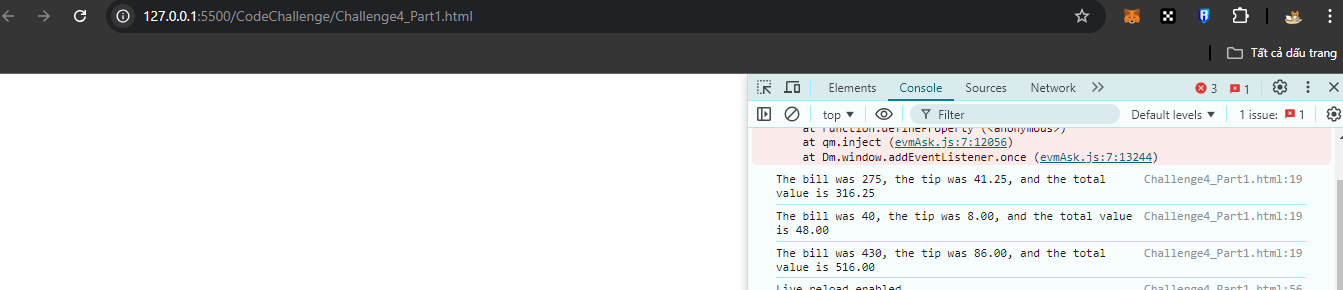 127.0.0.1:5500/CodeChallenge/Challenge4_Part1.html
Tất cả dấu trang
Elements Console Sources Network 3 1
top Filter Default levels 1 issue: 1
at Function.defineProperty (<anonymous>)
at qm.inject (evmAsk.js:7:12056)
at Dm.window.addEventListener.once (evmAsk.js:7:13244)
The bill was 275, the tip was 41.25, and the total Challenge4_Part1.html:19
value is 316.25
The bill was 40, the tip was 8.00, and the total value Challenge4_Part1.html:19
is 48.00
The bill was 430, the tip was 86.00, and the total Challenge4_Part1.html:19
value is 516.00
Live reload enabled. Challenge4_Part1.html:56